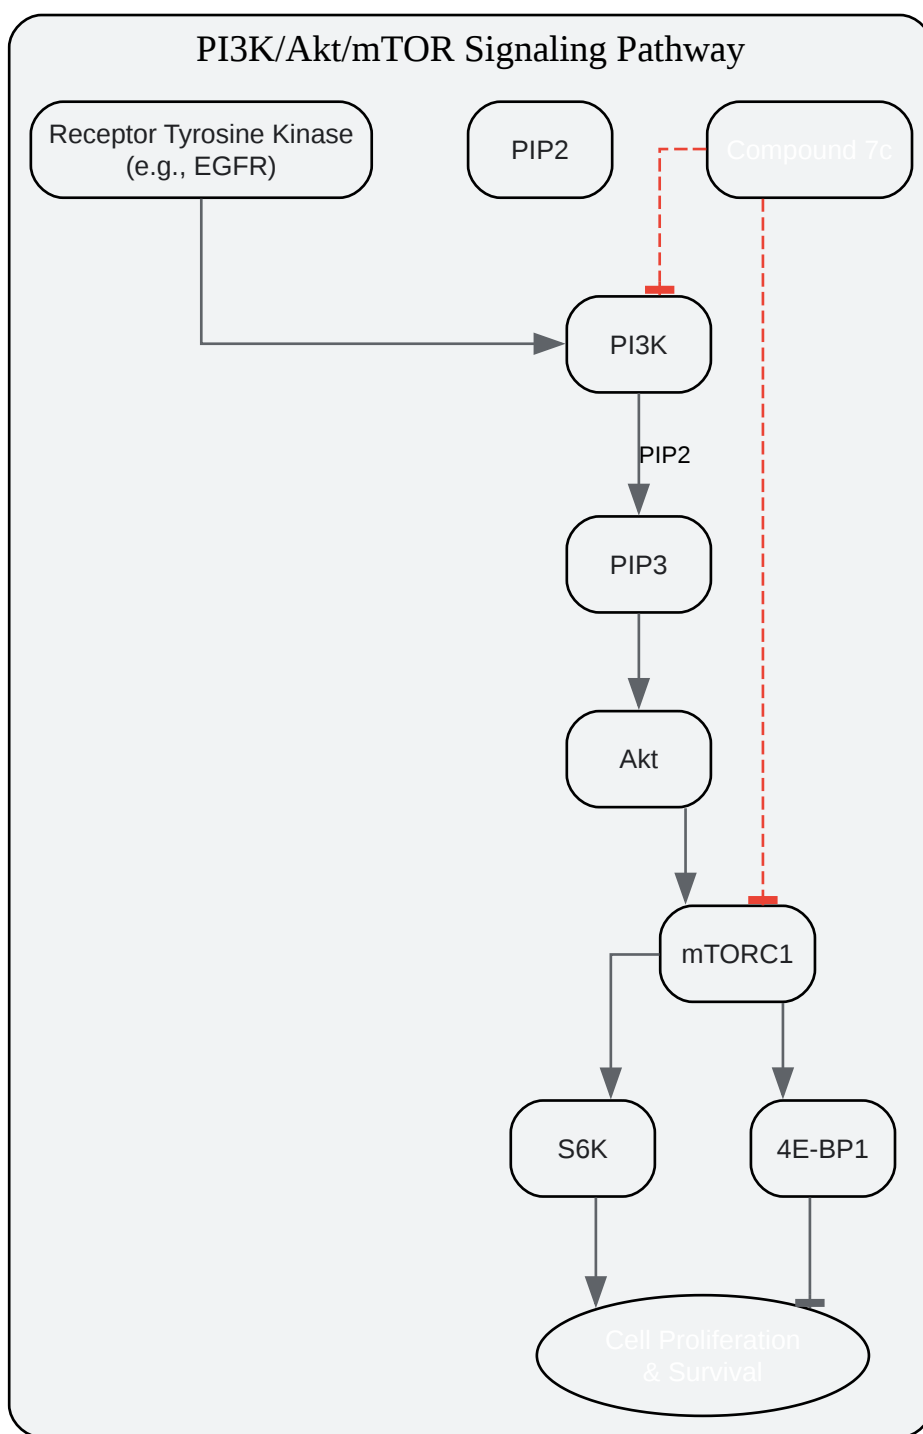 PI3K/Akt/mTOR Signaling Pathway
Receptor Tyrosine Kinase
(e.g., EGFR)
PIP2
Compound 7c
PI3K
PIP2
PIP3
Akt
mTORC1
S6K
4E-BP1
Cell Proliferation
& Survival